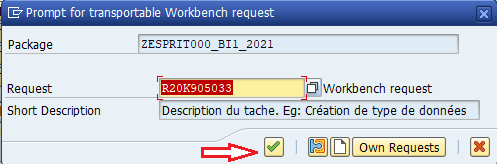 Prompt for transportable Workbench request
Package ZESPRIT000_BI1_2021
Request R20K905033 Workbench request
Short Description Description du tache. Eg: Création de type de données
Own Requests